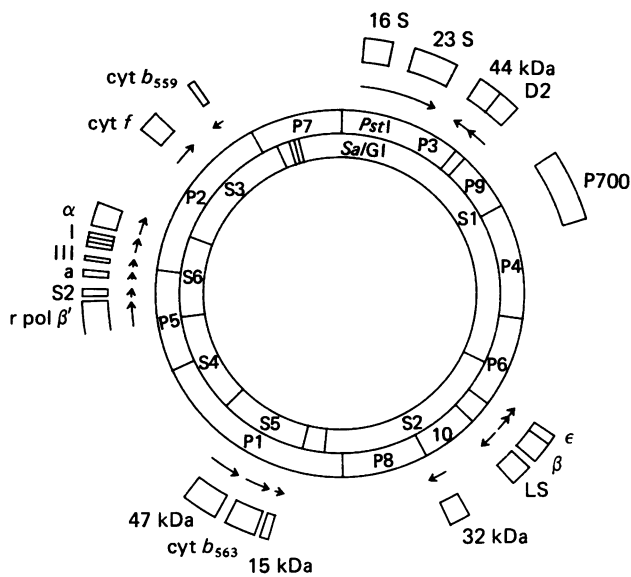 16 S
23 S
44 kDa
D2
P700
cyt b559
cyt f
α
I
III
a
S2
r pol β′
P7
PstI
P3
SalGI
P9
S1
P4
P6
S2
10
P8
P1
S5
S4
P5
S6
P2
S3
ε
β
LS
32 kDa
47 kDa
cyt b563
15 kDa